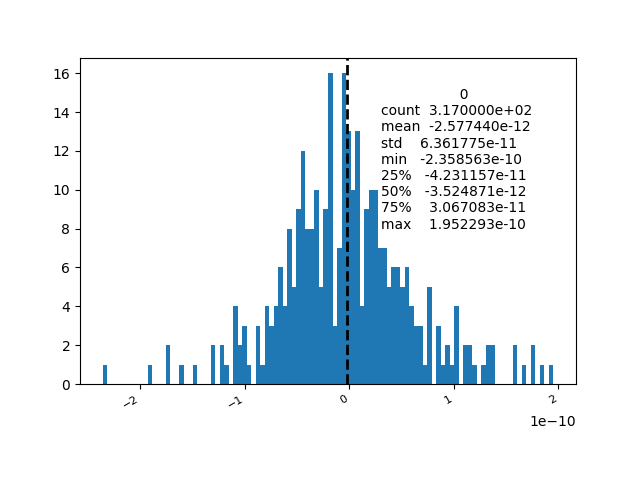 16
14
12
10
8
6
4
2
0
0
count 3.170000e+02
mean -2.577440e-12
std 6.361775e-11
min -2.358563e-10
25% -4.231157e-11
50% -3.524871e-12
75% 3.067083e-11
max 1.952293e-10
−2 −1 0 1 2
1e−10